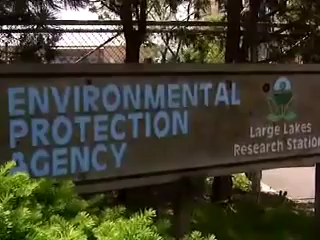 ENVIRONMENTAL
PROTECTION
AGENCY
Large Lakes
Research Station